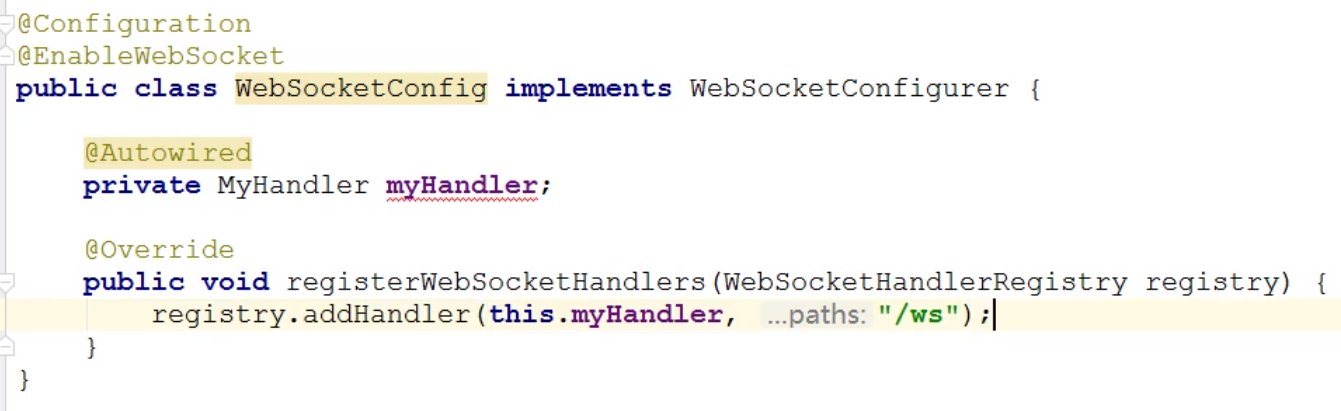 @Configuration
@EnableWebSocket
public class WebSocketConfig implements WebSocketConfigurer {
@Autowired
private MyHandler myHandler;
@Override
public void registerWebSocketHandlers(WebSocketHandlerRegistry registry) {
registry.addHandler(this.myHandler, ...paths: "/ws");
}
}